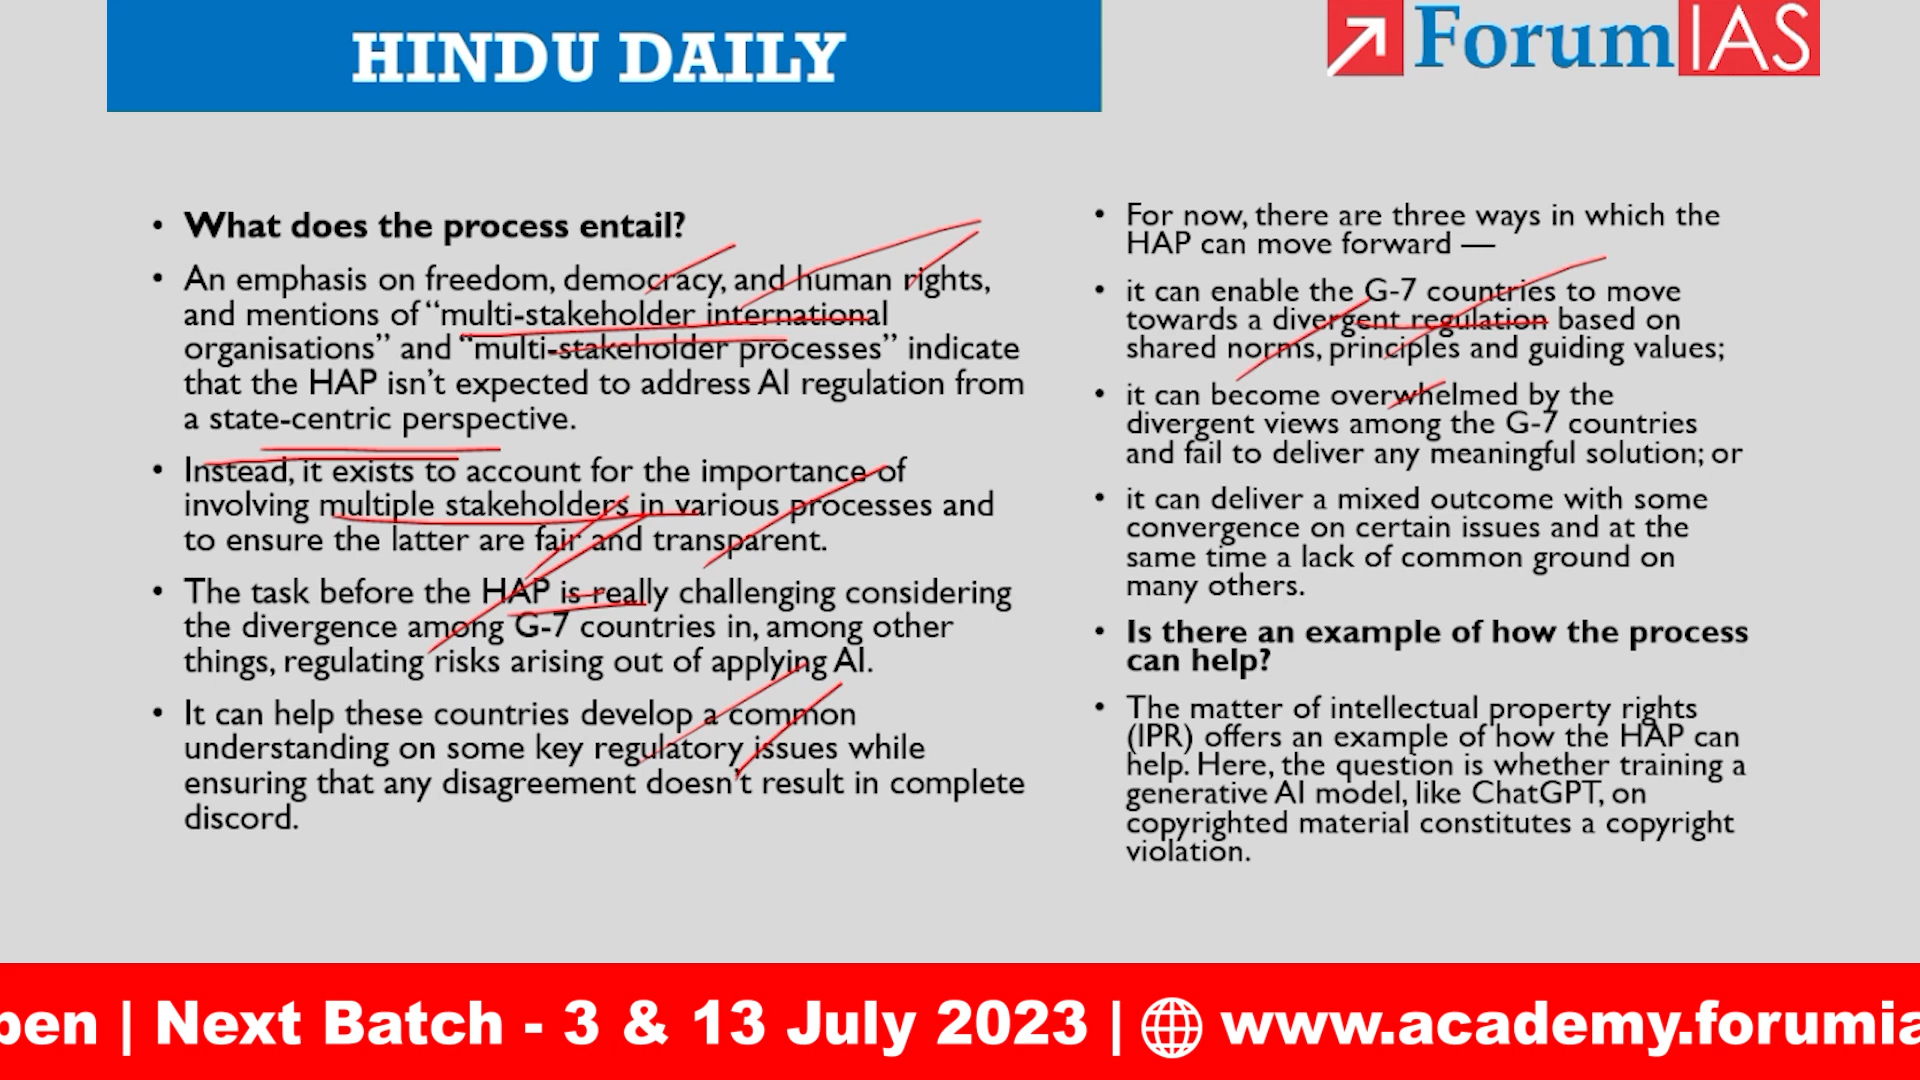 HINDU DAILY
ForumIAS
• What does the process entail?
• An emphasis on freedom, democracy, and human rights,
and mentions of “multi-stakeholder international
organisations” and “multi-stakeholder processes” indicate
that the HAP isn’t expected to address AI regulation from
a state-centric perspective.
• Instead, it exists to account for the importance of
involving multiple stakeholders in various processes and
to ensure the latter are fair and transparent.
• The task before the HAP is really challenging considering
the divergence among G-7 countries in, among other
things, regulating risks arising out of applying AI.
• It can help these countries develop a common
understanding on some key regulatory issues while
ensuring that any disagreement doesn’t result in complete
discord.
• For now, there are three ways in which the
HAP can move forward —
• it can enable the G-7 countries to move
towards a divergent regulation based on
shared norms, principles and guiding values;
• it can become overwhelmed by the
divergent views among the G-7 countries
and fail to deliver any meaningful solution; or
• it can deliver a mixed outcome with some
convergence on certain issues and at the
same time a lack of common ground on
many others.
• Is there an example of how the process
can help?
• The matter of intellectual property rights
(IPR) offers an example of how the HAP can
help. Here, the question is whether training a
generative AI model, like ChatGPT, on
copyrighted material constitutes a copyright
violation.
pen | Next Batch - 3 & 13 July 2023 | www.academy.forumia